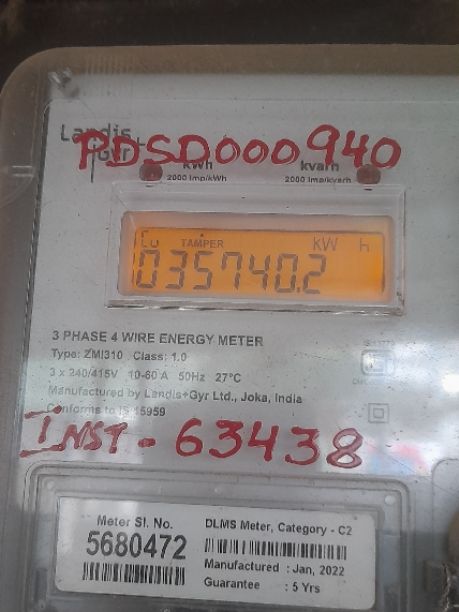 Landis
Gyr+
PDSD000940
kWh
kvarh
2000 Imp/kWh
2000 Imp/kvarh
Cu TAMPER kW h
035740.2
3 PHASE 4 WIRE ENERGY METER
Type: ZMI310 Class: 1.0
3 x 240/415V 10-60 A 50Hz 27°C
Manufactured by Landis+Gyr Ltd., Joka, India
Conforms to IS 15959
INST - 63438
Meter Sl. No.
5680472
DLMS Meter, Category - C2
Manufactured : Jan, 2022
Guarantee : 5 Yrs